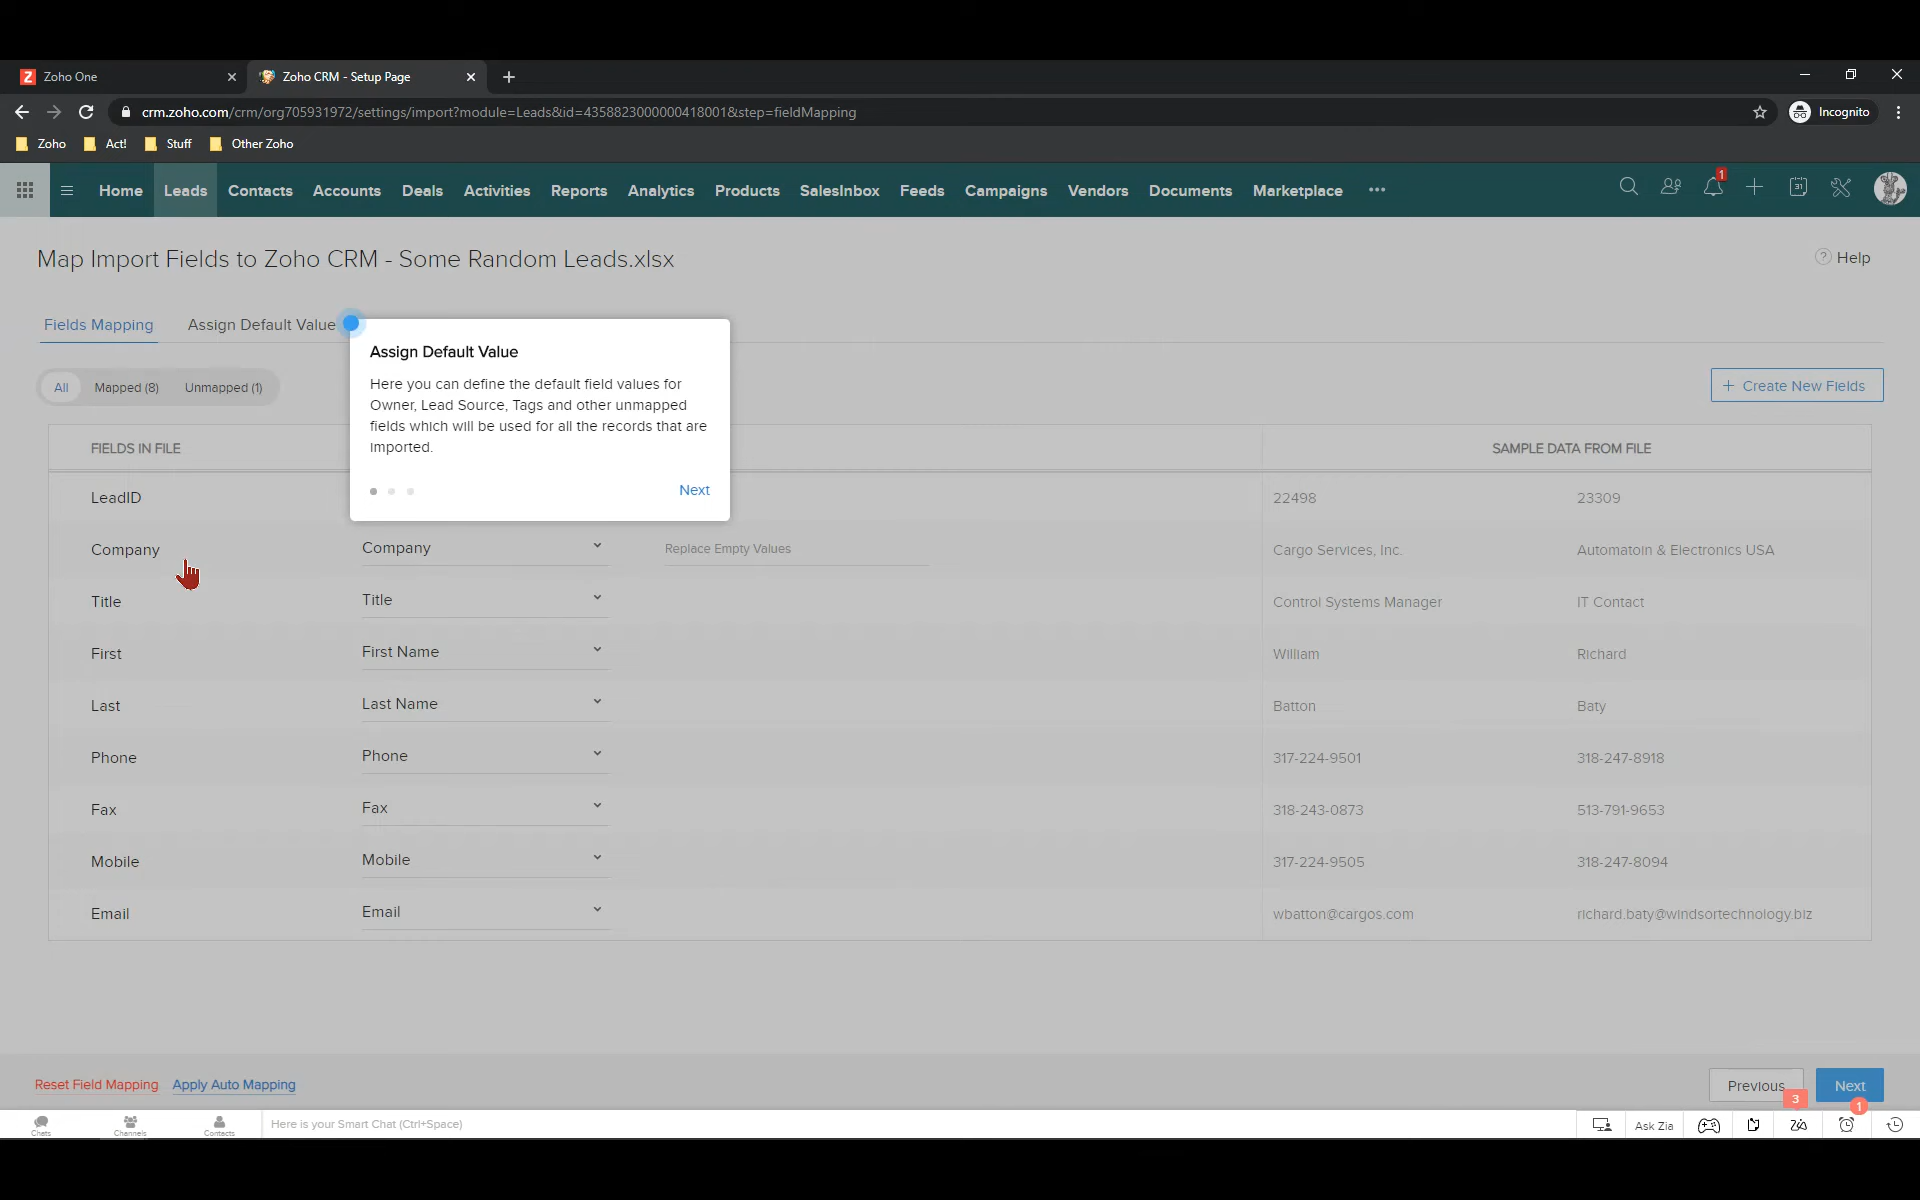 Zoho One
Zoho CRM - Setup Page
crm.zoho.com/crm/org705931972/settings/import?module=Leads&id=4358823000000418001&step=fieldMapping
Incognito
Zoho Act! Stuff Other Zoho
Home Leads Contacts Accounts Deals Activities Reports Analytics Products SalesInbox Feeds Campaigns Vendors Documents Marketplace
1
31
Map Import Fields to Zoho CRM - Some Random Leads.xlsx
? Help
Fields Mapping Assign Default Value
Assign Default Value
Here you can define the default field values for
Owner, Lead Source, Tags and other unmapped
fields which will be used for all the records that are
imported.
Next
All Mapped (8) Unmapped (1)
+ Create New Fields
FIELDS IN FILE SAMPLE DATA FROM FILE
LeadID 22498 23309
Company Company Replace Empty Values Cargo Services, Inc. Automatoin & Electronics USA
Title Title Control Systems Manager IT Contact
First First Name William Richard
Last Last Name Batton Baty
Phone Phone 317-224-9501 318-247-8918
Fax Fax 318-243-0873 513-791-9653
Mobile Mobile 317-224-9505 318-247-8094
Email Email wbatton@cargos.com richard.baty@windsortechnology.biz
Reset Field Mapping Apply Auto Mapping
Previous Next
3 1
Chats Channels Contacts Here is your Smart Chat (Ctrl+Space)
Ask Zia